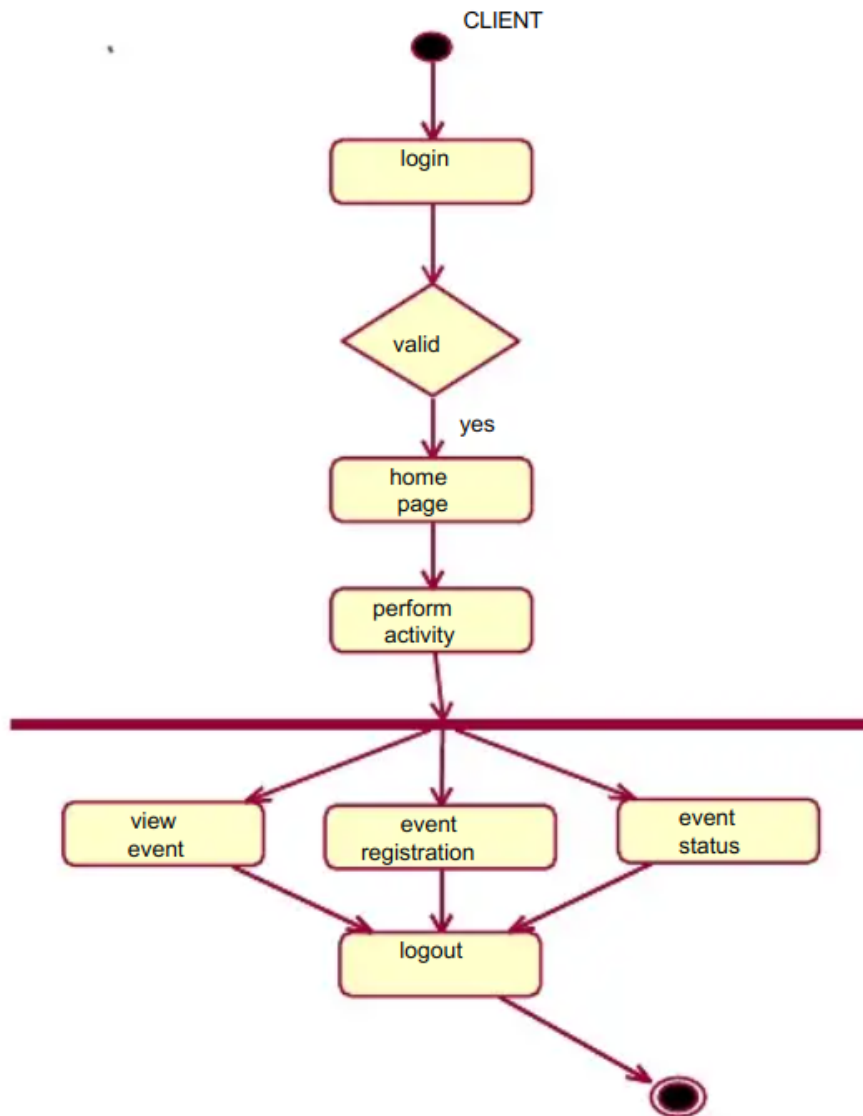 CLIENT
login
valid
yes
home
page
perform
activity
view
event
event
registration
event
status
logout